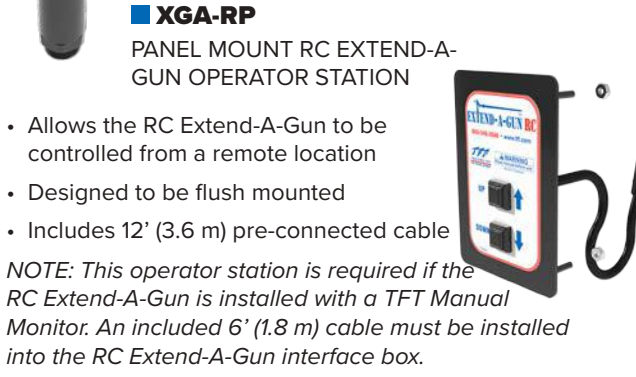 XGA-RP
PANEL MOUNT RC EXTEND-A-
GUN OPERATOR STATION
• Allows the RC Extend-A-Gun to be
controlled from a remote location
• Designed to be flush mounted
• Includes 12’ (3.6 m) pre-connected cable
NOTE: This operator station is required if the
RC Extend-A-Gun is installed with a TFT Manual
Monitor. An included 6’ (1.8 m) cable must be installed
into the RC Extend-A-Gun interface box.
EXTEND-A-GUN RC
TFT
WARNING
UP
DOWN